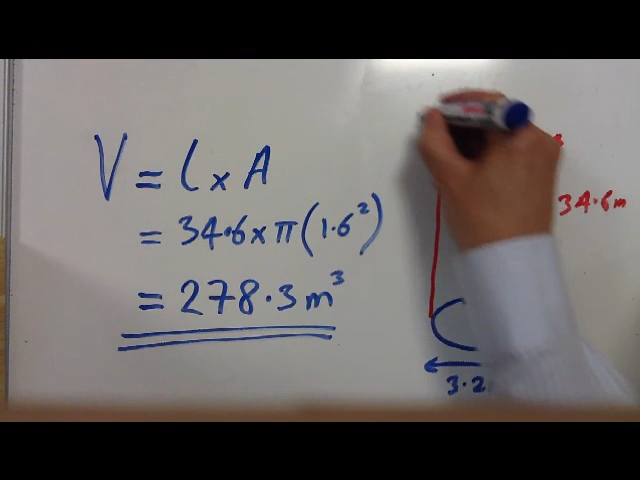 V = l x A
= 34.6 x π (1.6²)
= 278.3 m³
34.6m
3.2